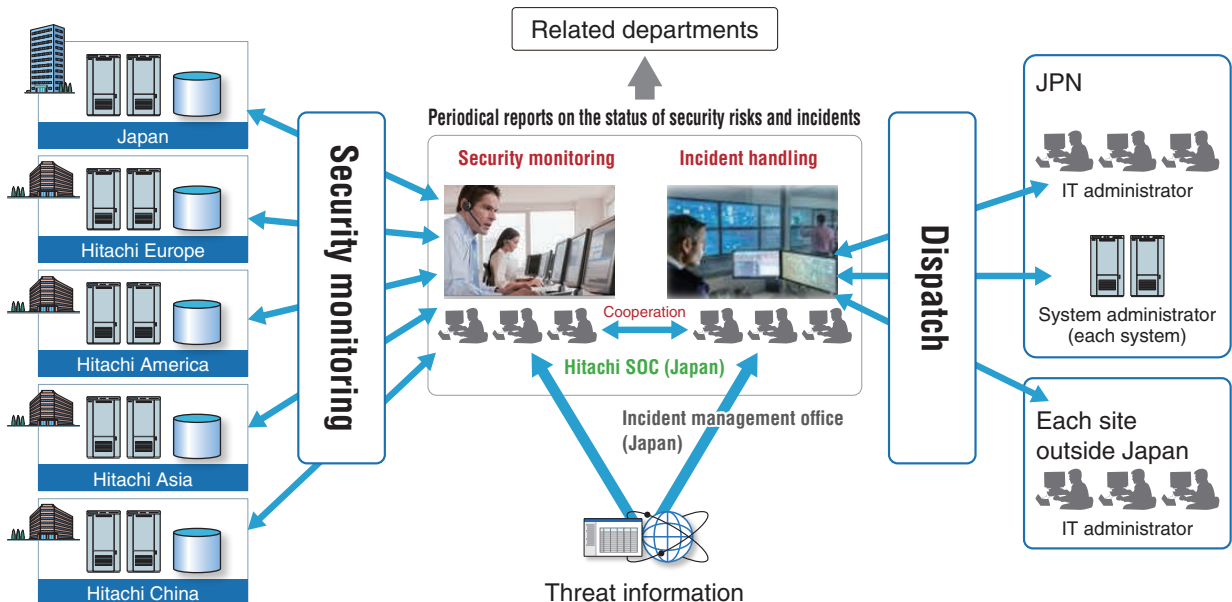 Related departments
Periodical reports on the status of security risks and incidents
Japan
Hitachi Europe
Hitachi America
Hitachi Asia
Hitachi China
Security monitoring
Security monitoring
Incident handling
Cooperation
Hitachi SOC (Japan)
Incident management office
(Japan)
Threat information
Dispatch
JPN
IT administrator
System administrator
(each system)
Each site
outside Japan
IT administrator